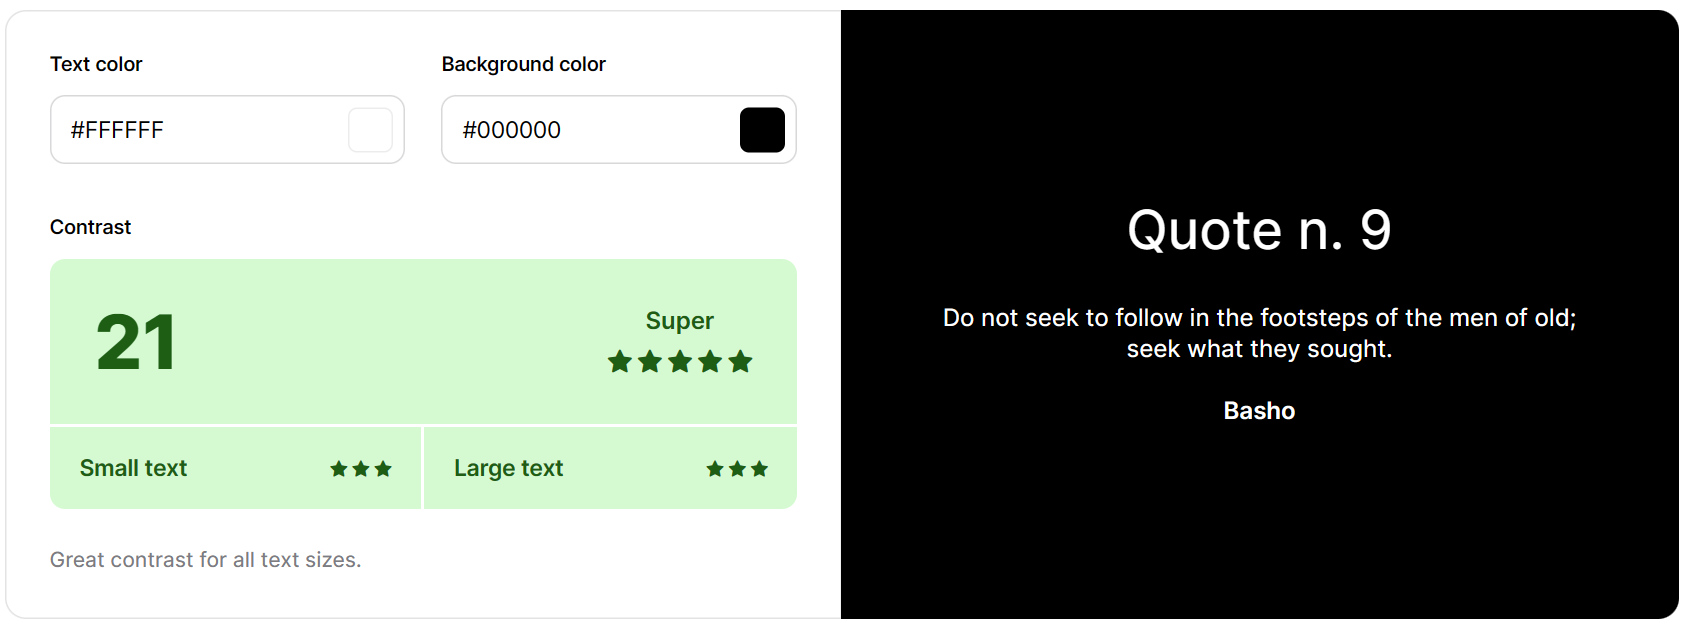 Text color
#FFFFFF
Background color
#000000
Contrast
21
Super
Small text
Large text
Great contrast for all text sizes.
Quote n. 9
Do not seek to follow in the footsteps of the men of old;
seek what they sought.
Basho